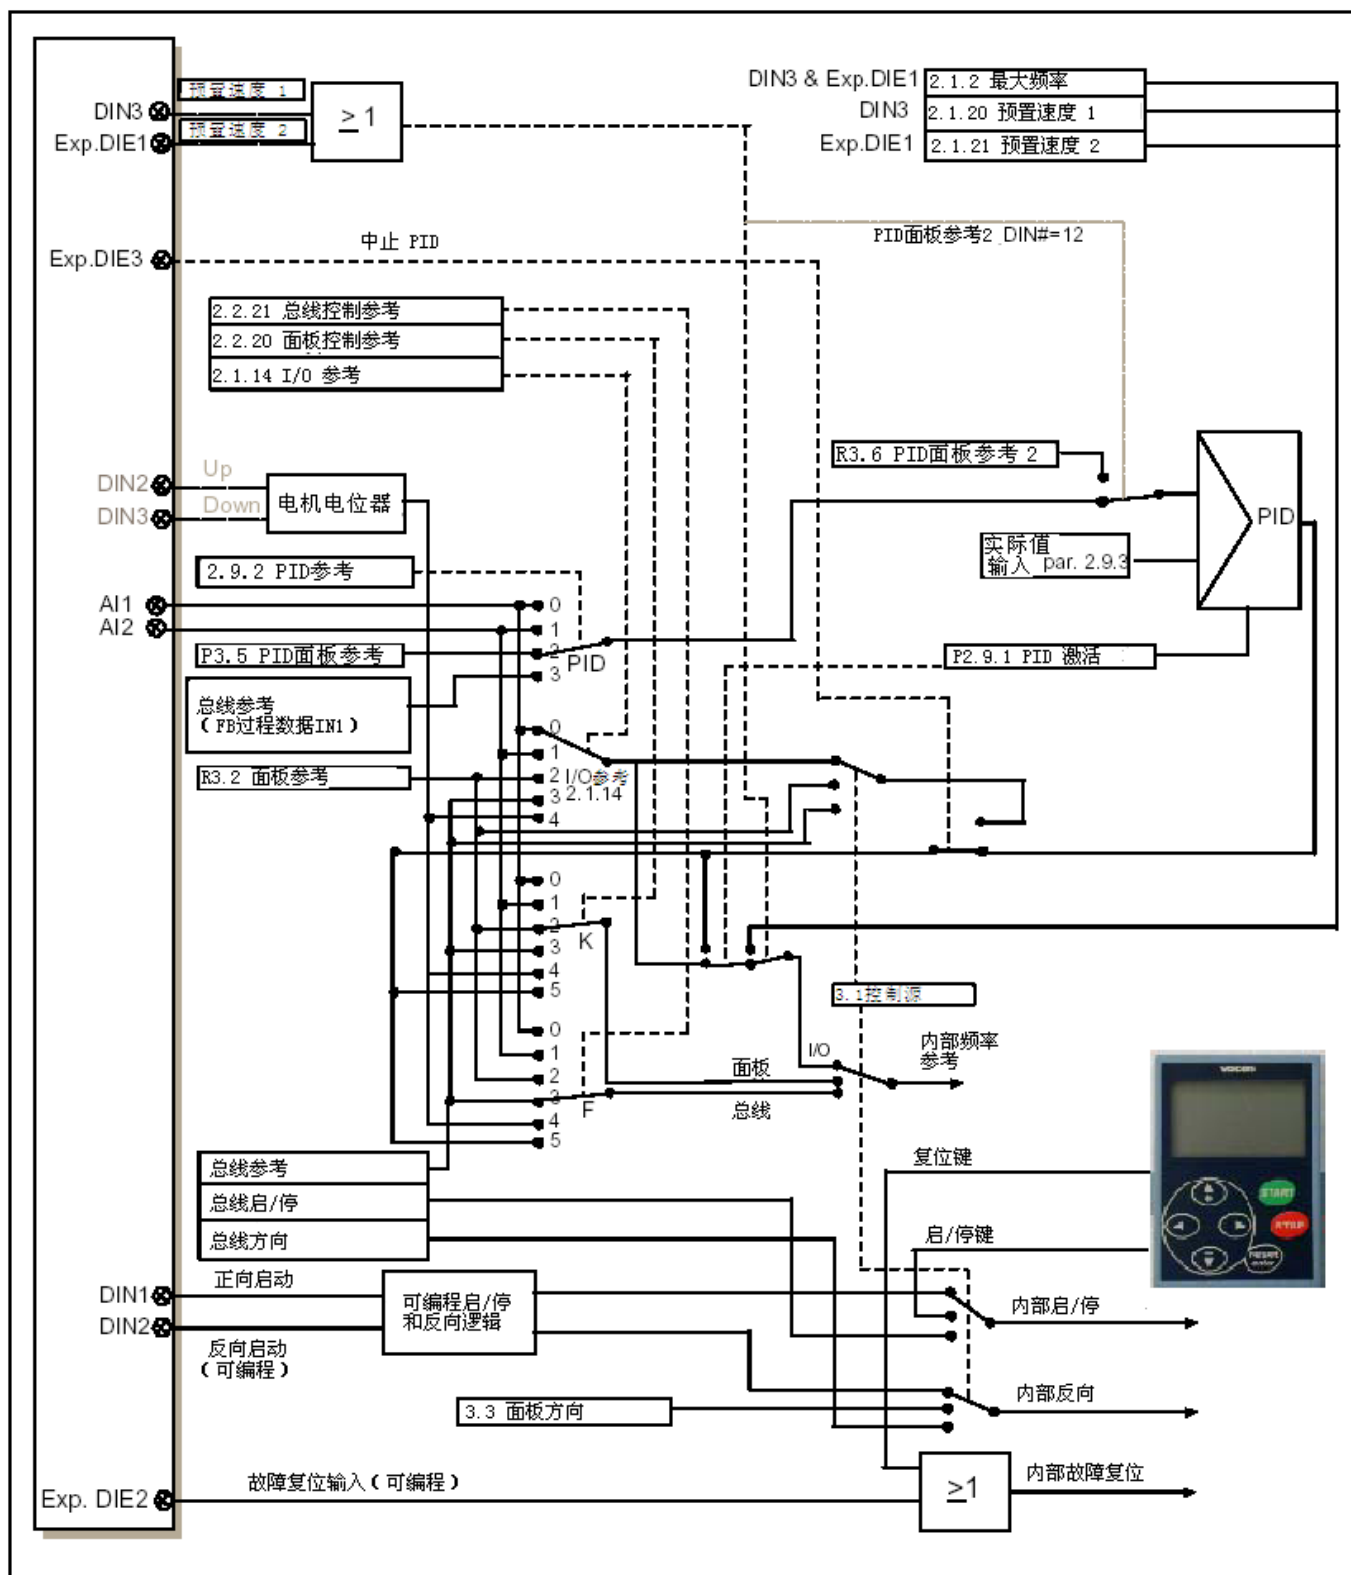 预置速度 1
DIN3
预置速度 2
Exp.DIE1
≥ 1
DIN3 & Exp.DIE1
2.1.2 最大频率
DIN3
2.1.20 预置速度 1
Exp.DIE1
2.1.21 预置速度 2
PID面板参考2 DIN#=12
中止 PID
Exp.DIE3
2.2.21 总线控制参考
2.2.20 面板控制参考
2.1.14 I/O 参考
R3.6 PID面板参考 2
Up
DIN2
Down
DIN3
电机电位器
PID
实际值
输入 par. 2.9.3
2.9.2 PID参考
AI1
AI2
0
1
2
3
PID
P3.5 PID面板参考
P2.9.1 PID 激活
总线参考
（FB过程数据IN1）
R3.2 面板参考
0
1
2
3
4
I/O参考
2.1.14
0
1
2
3
4
5
K
3.1控制源
0
1
2
3
4
5
F
I/O
面板
总线
内部频率
参考
vacon
START
STOP
RESET
总线参考
总线启/停
总线方向
复位键
启/停键
正向启动
DIN1
DIN2
反向启动
（可编程）
可编程启/停
和反向逻辑
内部启/停
3.3 面板方向
内部反向
故障复位输入（可编程）
Exp. DIE2
≥1
内部故障复位